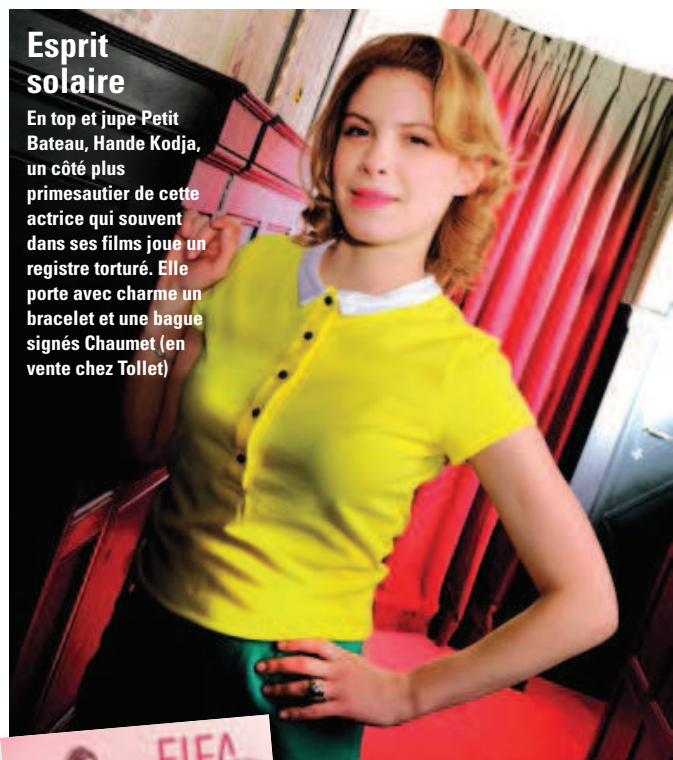 Esprit
solaire
En top et jupe Petit
Bateau, Hande Kodja,
un côté plus
primesautier de cette
actrice qui souvent
dans ses films joue un
registre torturé. Elle
porte avec charme un
bracelet et une bague
signés Chaumet (en
vente chez Tollet)